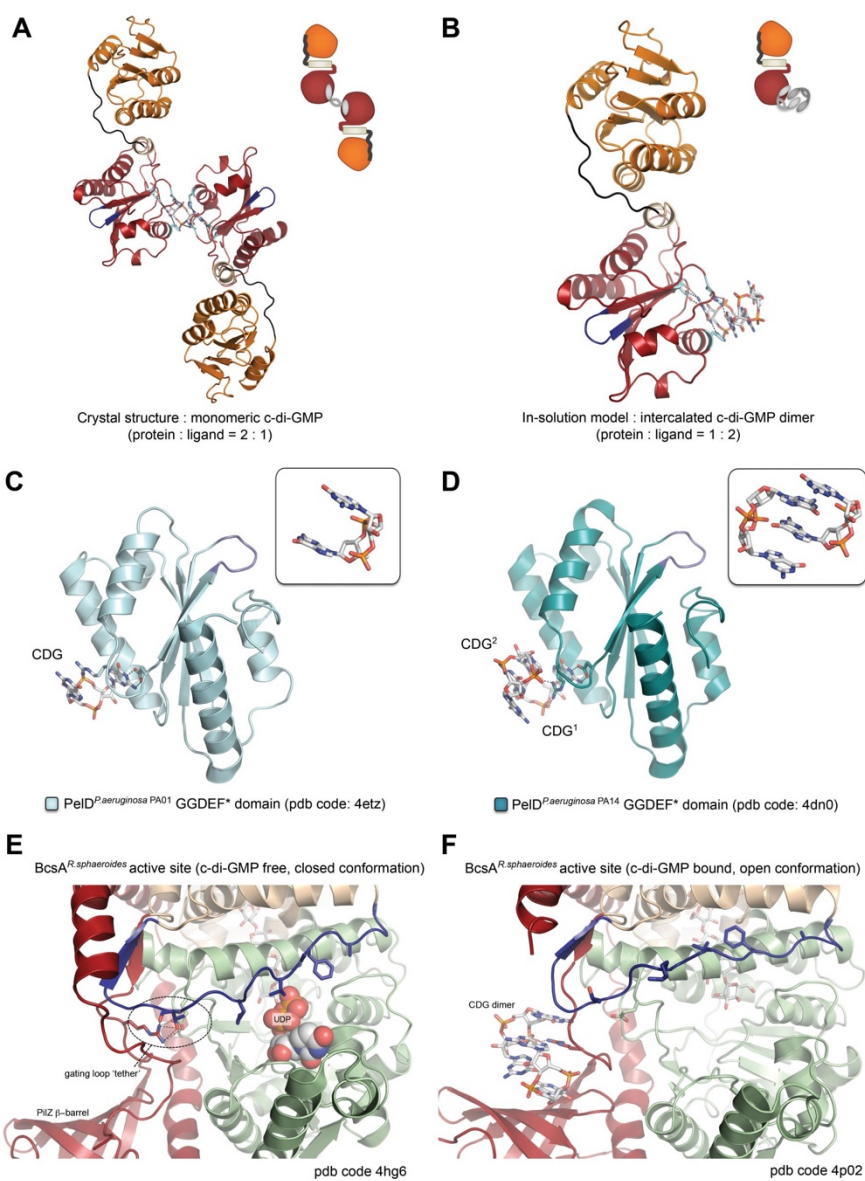 A
B
Crystal structure : monomeric c-di-GMP
(protein : ligand = 2 : 1)
In-solution model : intercalated c-di-GMP dimer
(protein : ligand = 1 : 2)
C
D
CDG
CDG²
CDG¹
PelD^P.aeruginosa PA01 GGDEF* domain (pdb code: 4etz)
PelD^P.aeruginosa PA14 GGDEF* domain (pdb code: 4dn0)
E
F
BcsA^R.sphaeroides active site (c-di-GMP free, closed conformation)
BcsA^R.sphaeroides active site (c-di-GMP bound, open conformation)
UDP
gating loop 'tether'
PilZ β-barrel
CDG dimer
pdb code 4hg6
pdb code 4p02